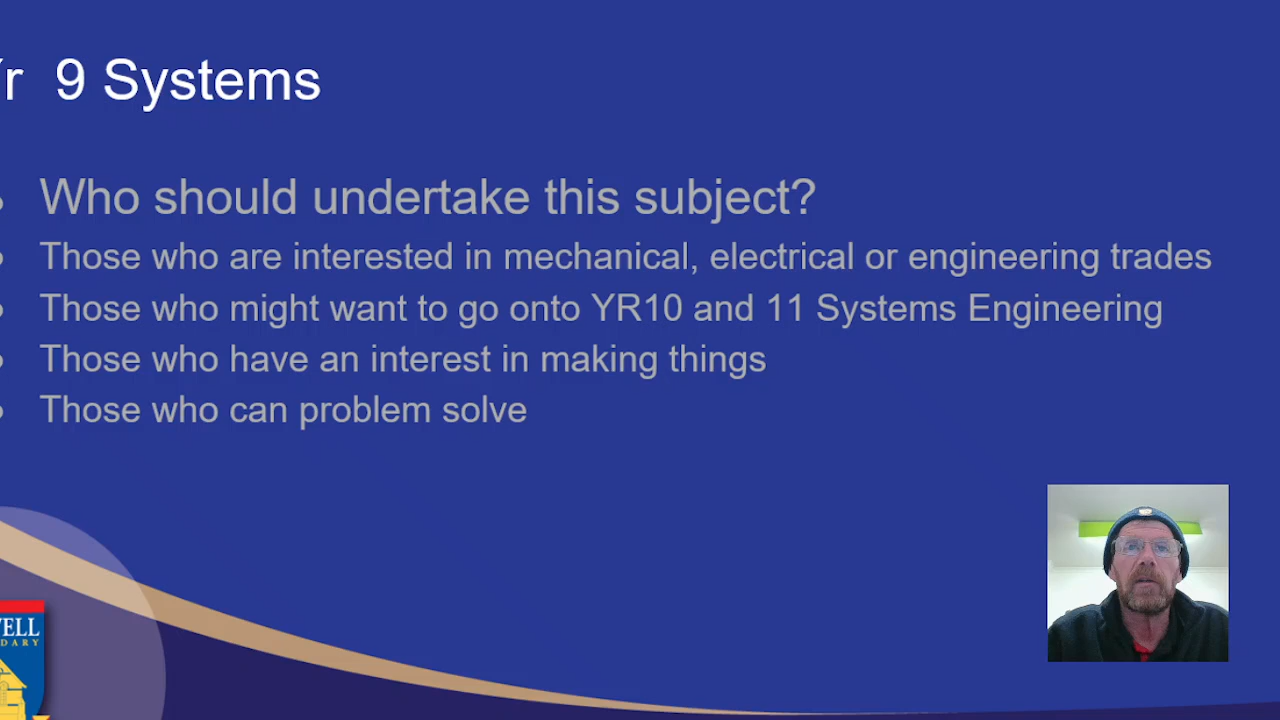 9 Systems
Who should undertake this subject?
Those who are interested in mechanical, electrical or engineering trades
Those who might want to go onto YR10 and 11 Systems Engineering
Those who have an interest in making things
Those who can problem solve